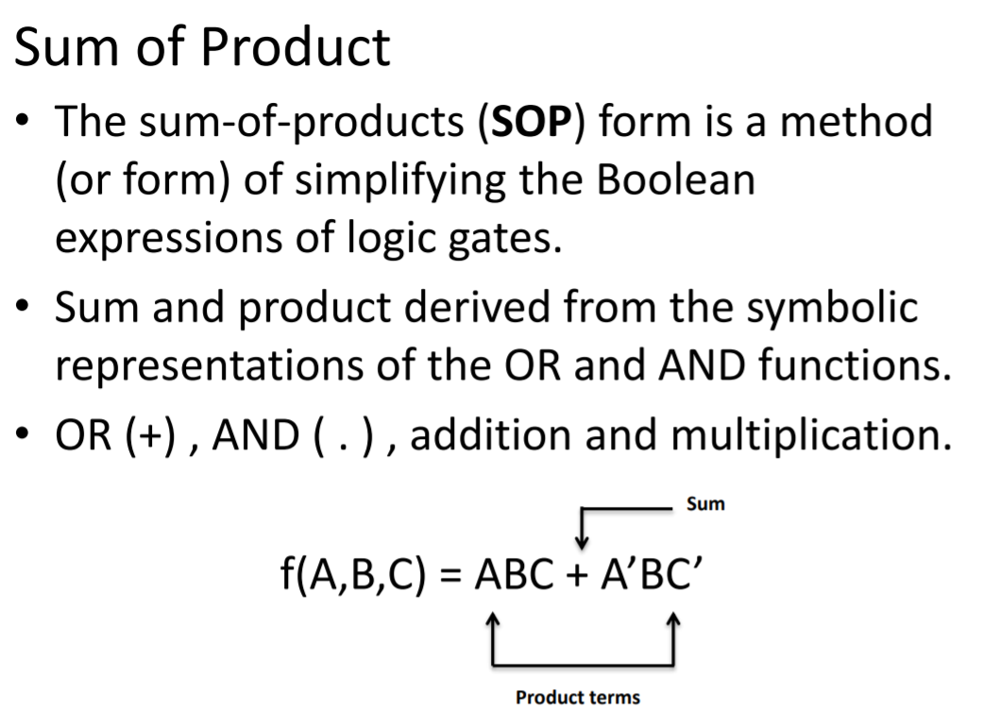 Sum of Product
• The sum-of-products (SOP) form is a method
(or form) of simplifying the Boolean
expressions of logic gates.
• Sum and product derived from the symbolic
representations of the OR and AND functions.
• OR (+) , AND ( . ) , addition and multiplication.
Sum
f(A,B,C) = ABC + A′BC′
Product terms